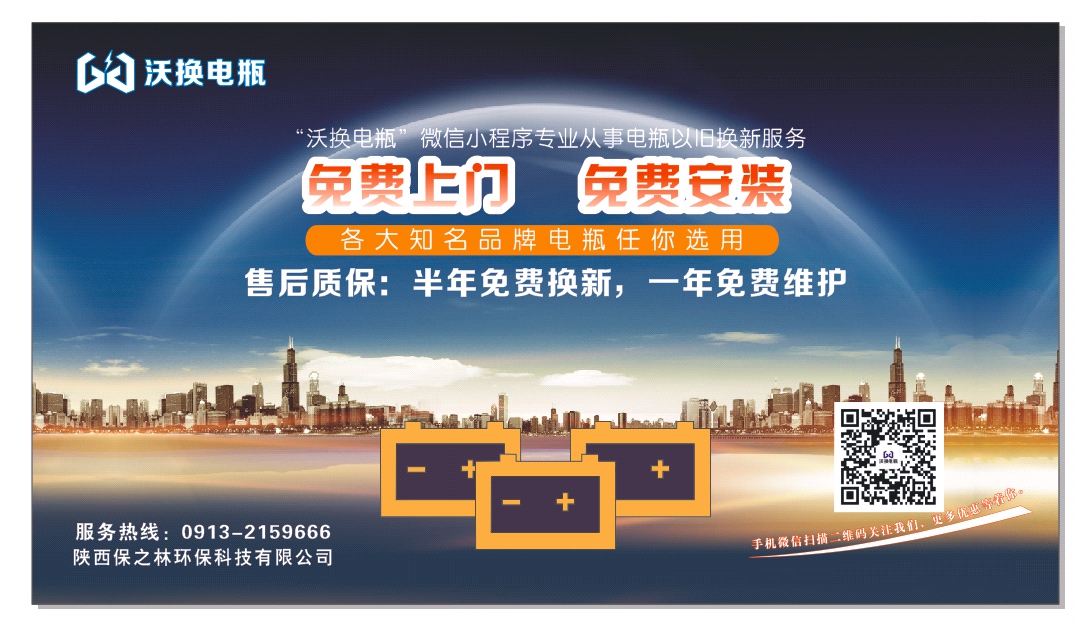 沃换电瓶
“沃换电瓶”微信小程序专业从事电瓶以旧换新服务
免费上门 免费安装
各大知名品牌电瓶任你选用
售后质保：半年免费换新，一年免费维护
沃换电瓶
服务热线：0913-2159666
陕西保之林环保科技有限公司
手机微信扫描二维码关注我们，更多优惠等着你。